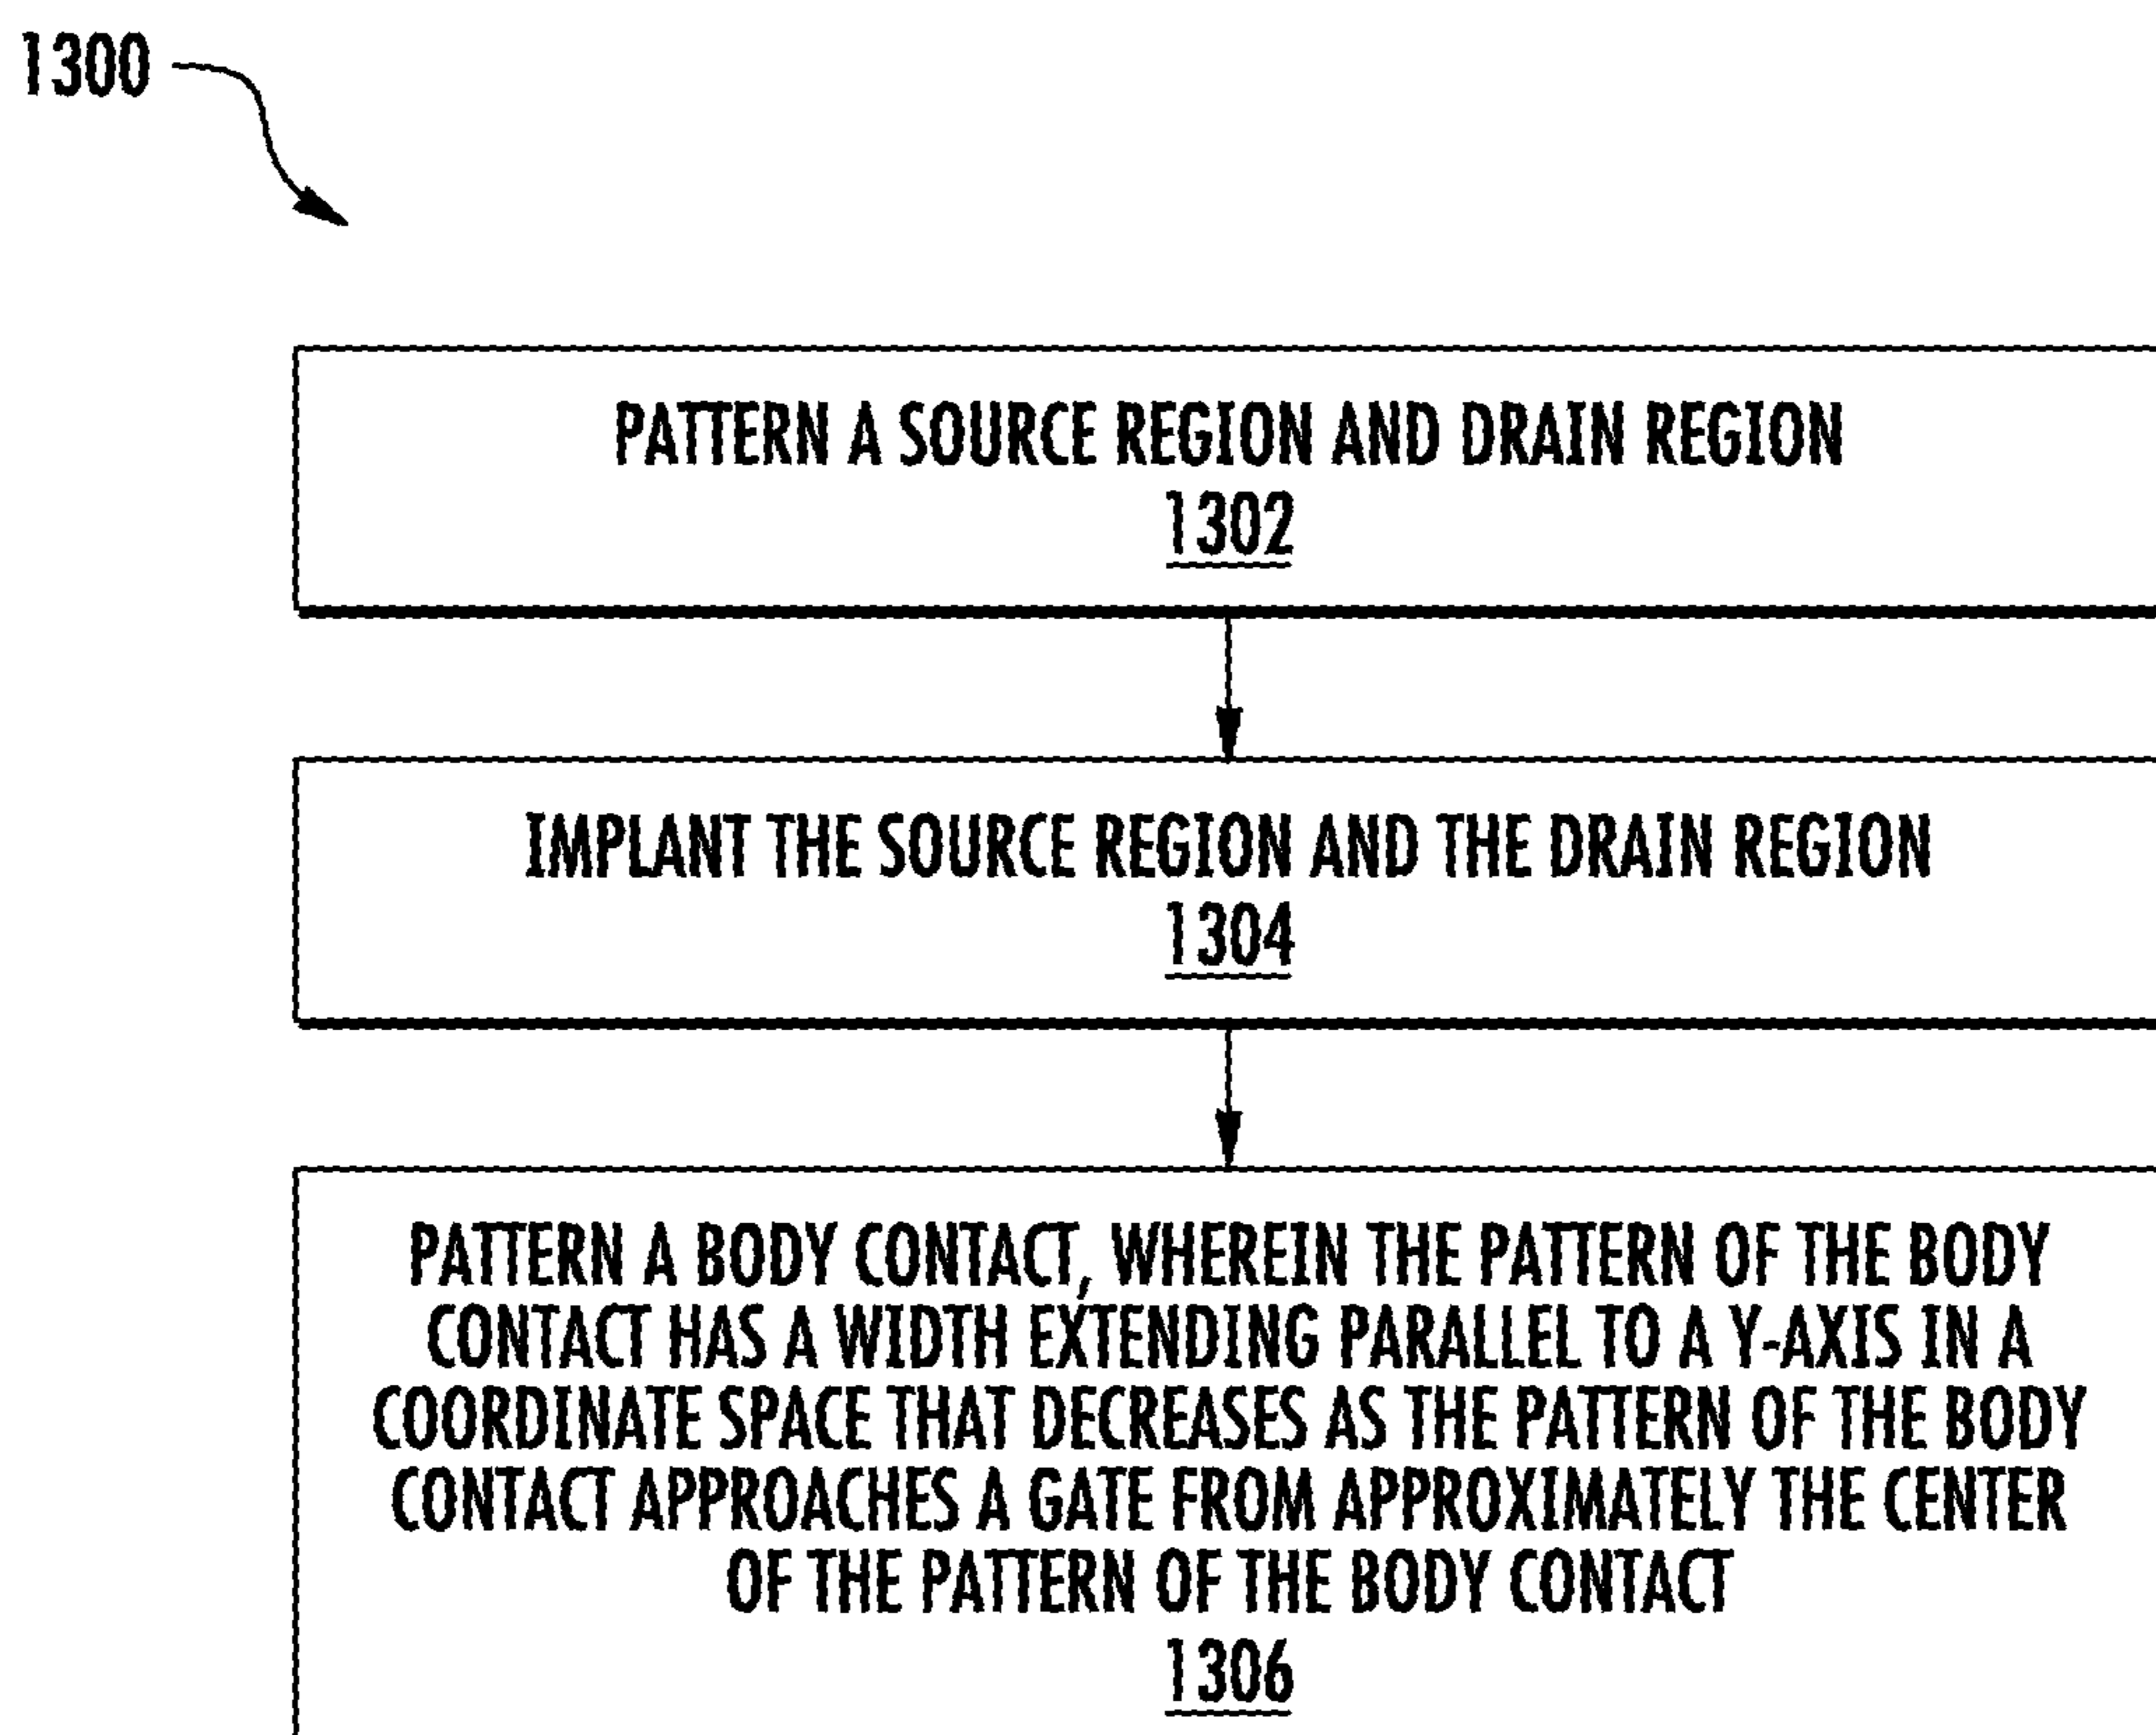 1300
PATTERN A SOURCE REGION AND DRAIN REGION
1302
IMPLANT THE SOURCE REGION AND THE DRAIN REGION
1304
PATTERN A BODY CONTACT, WHEREIN THE PATTERN OF THE BODY
CONTACT HAS A WIDTH EXTENDING PARALLEL TO A Y-AXIS IN A
COORDINATE SPACE THAT DECREASES AS THE PATTERN OF THE BODY
CONTACT APPROACHES A GATE FROM APPROXIMATELY THE CENTER
OF THE PATTERN OF THE BODY CONTACT
1306